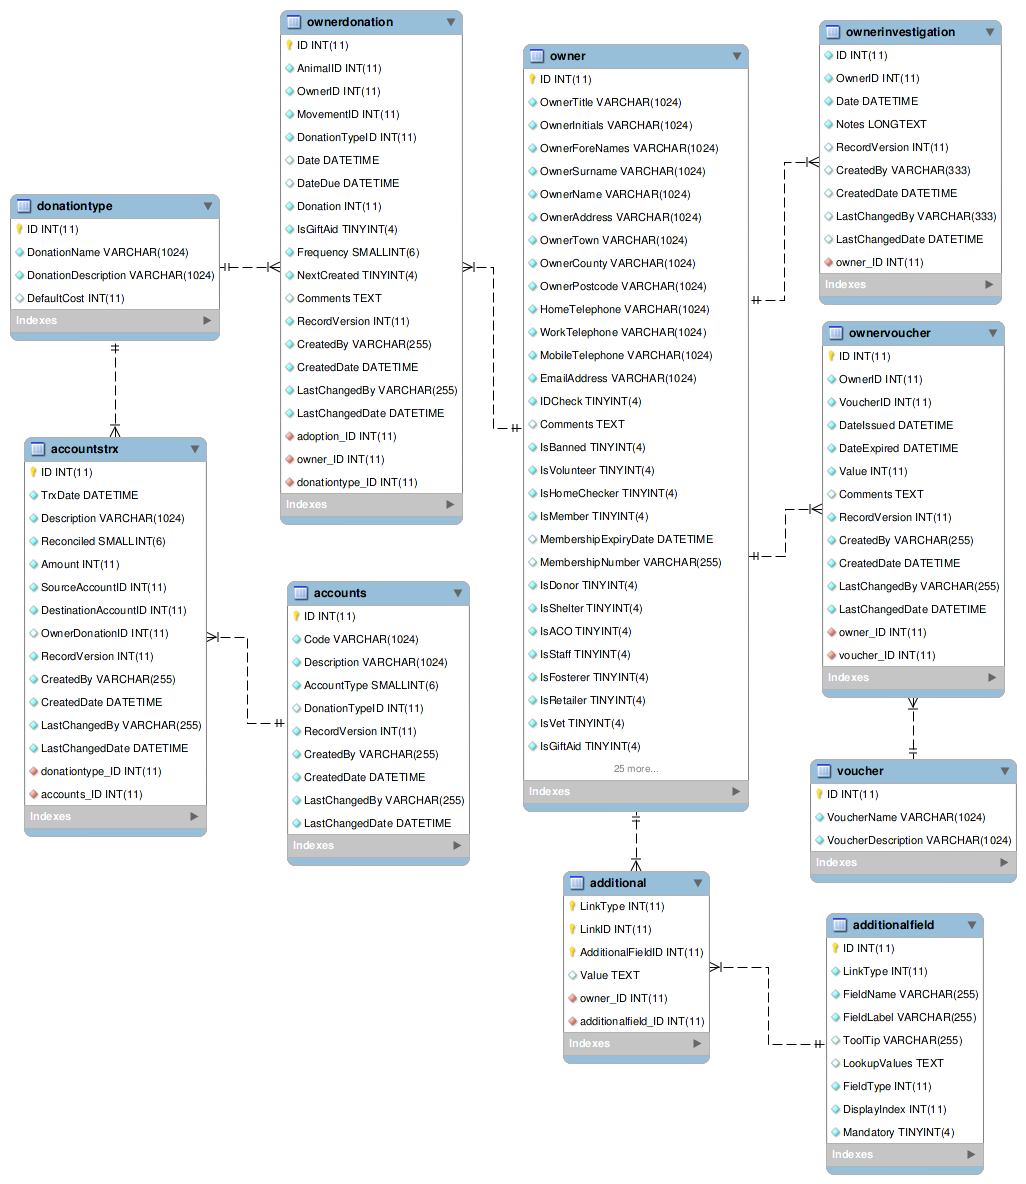 ownerdonation
ID INT(11)
AnimalID INT(11)
OwnerID INT(11)
MovementID INT(11)
DonationTypeID INT(11)
Date DATETIME
DateDue DATETIME
Donation INT(11)
IsGiftAid TINYINT(4)
Frequency SMALLINT(6)
NextCreated TINYINT(4)
Comments TEXT
RecordVersion INT(11)
CreatedBy VARCHAR(255)
CreatedDate DATETIME
LastChangedBy VARCHAR(255)
LastChangedDate DATETIME
adoption_ID INT(11)
owner_ID INT(11)
donationtype_ID INT(11)
Indexes
owner
ID INT(11)
OwnerTitle VARCHAR(1024)
OwnerInitials VARCHAR(1024)
OwnerForeNames VARCHAR(1024)
OwnerSurname VARCHAR(1024)
OwnerName VARCHAR(1024)
OwnerAddress VARCHAR(1024)
OwnerTown VARCHAR(1024)
OwnerCounty VARCHAR(1024)
OwnerPostcode VARCHAR(1024)
HomeTelephone VARCHAR(1024)
WorkTelephone VARCHAR(1024)
MobileTelephone VARCHAR(1024)
EmailAddress VARCHAR(1024)
IDCheck TINYINT(4)
Comments TEXT
IsBanned TINYINT(4)
IsVolunteer TINYINT(4)
IsHomeChecker TINYINT(4)
IsMember TINYINT(4)
MembershipExpiryDate DATETIME
MembershipNumber VARCHAR(255)
IsDonor TINYINT(4)
IsShelter TINYINT(4)
IsACO TINYINT(4)
IsStaff TINYINT(4)
IsFosterer TINYINT(4)
IsRetailer TINYINT(4)
IsVet TINYINT(4)
IsGiftAid TINYINT(4)
25 more...
Indexes
ownerinvestigation
ID INT(11)
OwnerID INT(11)
Date DATETIME
Notes LONGTEXT
RecordVersion INT(11)
CreatedBy VARCHAR(333)
CreatedDate DATETIME
LastChangedBy VARCHAR(333)
LastChangedDate DATETIME
owner_ID INT(11)
Indexes
donationtype
ID INT(11)
DonationName VARCHAR(1024)
DonationDescription VARCHAR(1024)
DefaultCost INT(11)
Indexes
ownervoucher
ID INT(11)
OwnerID INT(11)
VoucherID INT(11)
DateIssued DATETIME
DateExpired DATETIME
Value INT(11)
Comments TEXT
RecordVersion INT(11)
CreatedBy VARCHAR(255)
CreatedDate DATETIME
LastChangedBy VARCHAR(255)
LastChangedDate DATETIME
owner_ID INT(11)
voucher_ID INT(11)
Indexes
accountstrx
ID INT(11)
TrxDate DATETIME
Description VARCHAR(1024)
Reconciled SMALLINT(6)
Amount INT(11)
SourceAccountID INT(11)
DestinationAccountID INT(11)
OwnerDonationID INT(11)
RecordVersion INT(11)
CreatedBy VARCHAR(255)
CreatedDate DATETIME
LastChangedBy VARCHAR(255)
LastChangedDate DATETIME
donationtype_ID INT(11)
accounts_ID INT(11)
Indexes
accounts
ID INT(11)
Code VARCHAR(1024)
Description VARCHAR(1024)
AccountType SMALLINT(6)
DonationTypeID INT(11)
RecordVersion INT(11)
CreatedBy VARCHAR(255)
CreatedDate DATETIME
LastChangedBy VARCHAR(255)
LastChangedDate DATETIME
Indexes
voucher
ID INT(11)
VoucherName VARCHAR(1024)
VoucherDescription VARCHAR(1024)
Indexes
additional
LinkType INT(11)
LinkID INT(11)
AdditionalFieldID INT(11)
Value TEXT
owner_ID INT(11)
additionalfield_ID INT(11)
Indexes
additionalfield
ID INT(11)
LinkType INT(11)
FieldName VARCHAR(255)
FieldLabel VARCHAR(255)
ToolTip VARCHAR(255)
LookupValues TEXT
FieldType INT(11)
DisplayIndex INT(11)
Mandatory TINYINT(4)
Indexes